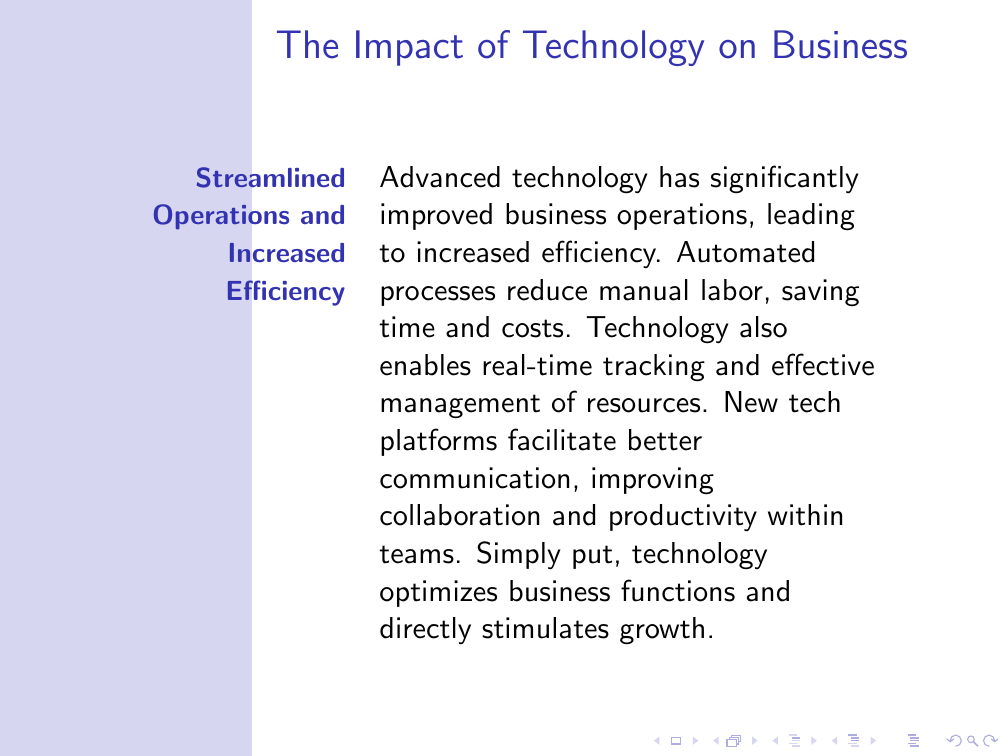 The Impact of Technology on Business
Streamlined
Operations and
Increased
Efficiency
Advanced technology has significantly
improved business operations, leading
to increased efficiency. Automated
processes reduce manual labor, saving
time and costs. Technology also
enables real-time tracking and effective
management of resources. New tech
platforms facilitate better
communication, improving
collaboration and productivity within
teams. Simply put, technology
optimizes business functions and
directly stimulates growth.